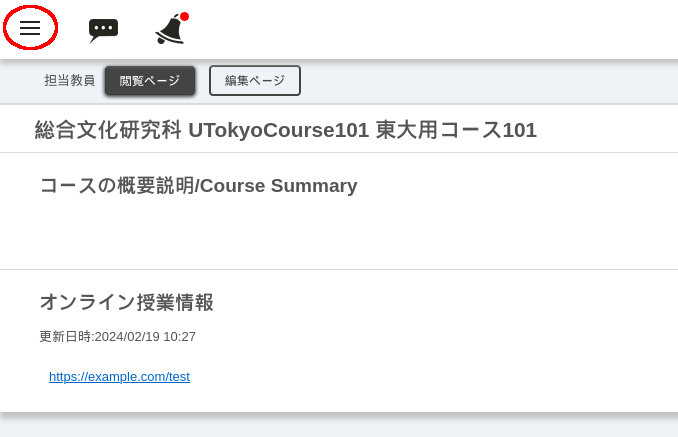 担当教員 閲覧ページ 編集ページ
総合文化研究科 UTokyoCourse101 東大用コース101
コースの概要説明/Course Summary
オンライン授業情報
更新日時:2024/02/19 10:27
https://example.com/test